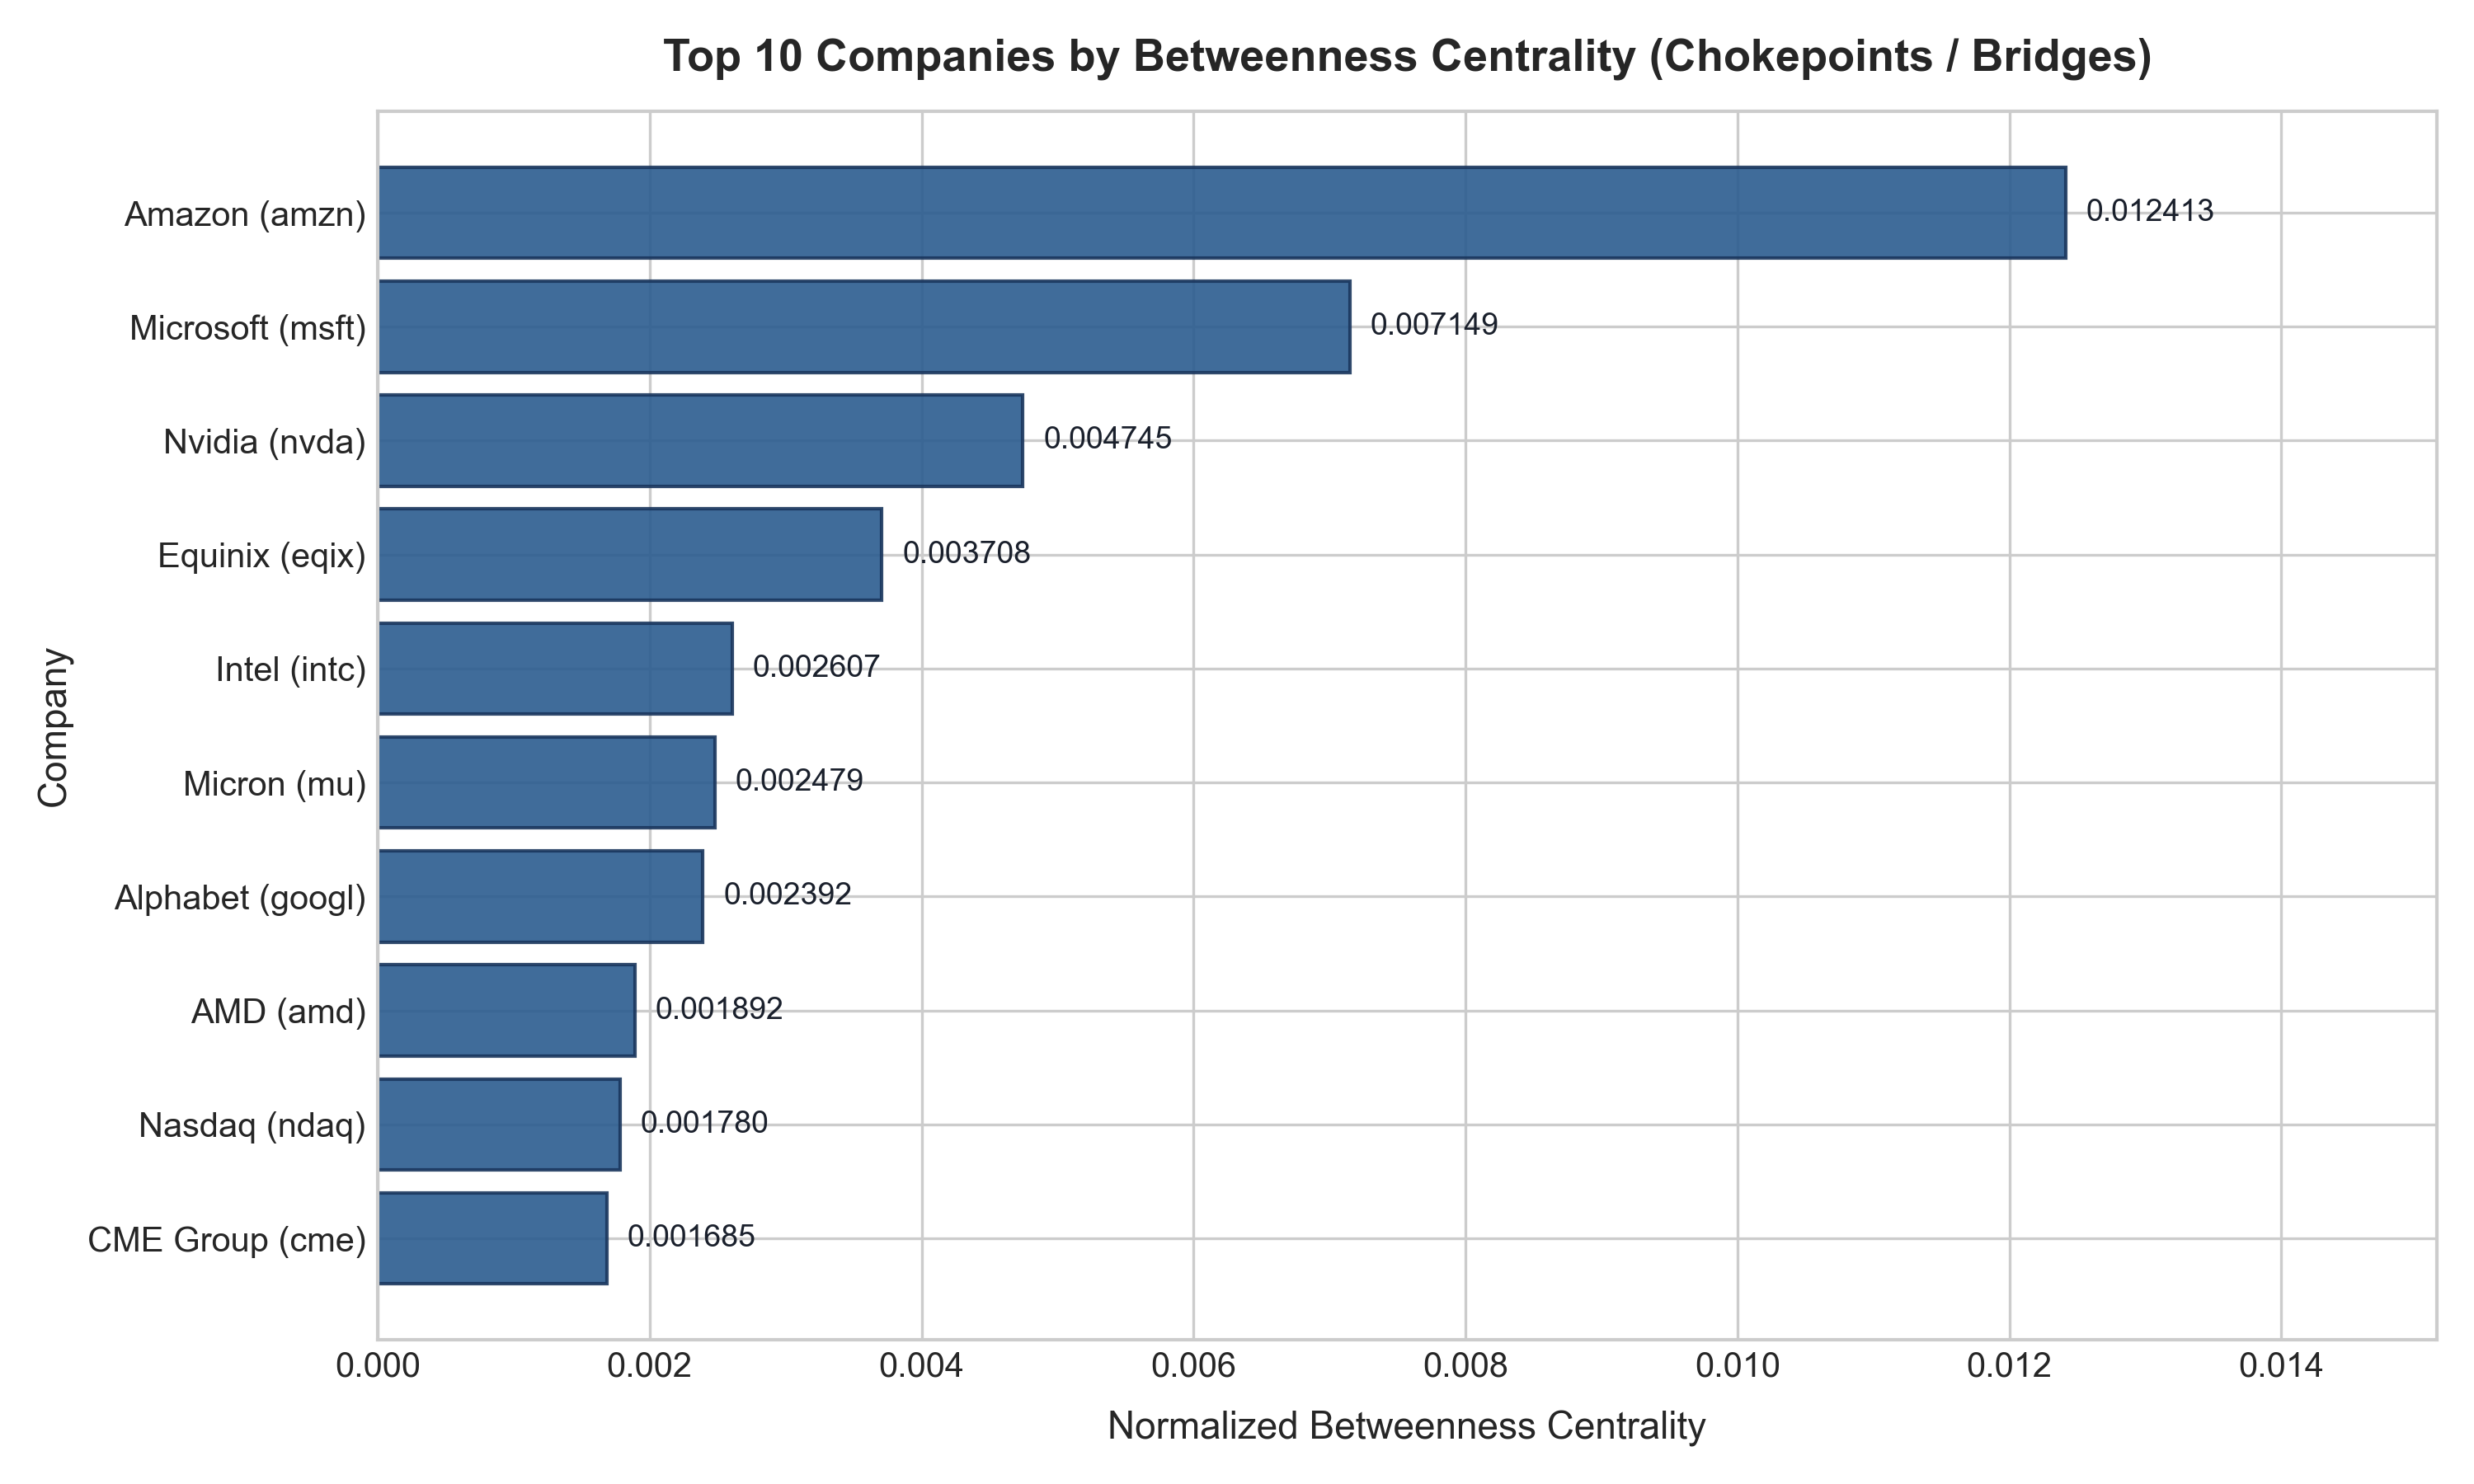 Top 10 Companies by Betweenness Centrality (Chokepoints / Bridges)
Company
Amazon (amzn) 0.012413
Microsoft (msft) 0.007149
Nvidia (nvda) 0.004745
Equinix (eqix) 0.003708
Intel (intc) 0.002607
Micron (mu) 0.002479
Alphabet (googl) 0.002392
AMD (amd) 0.001892
Nasdaq (ndaq) 0.001780
CME Group (cme) 0.001685
0.000 0.002 0.004 0.006 0.008 0.010 0.012 0.014
Normalized Betweenness Centrality